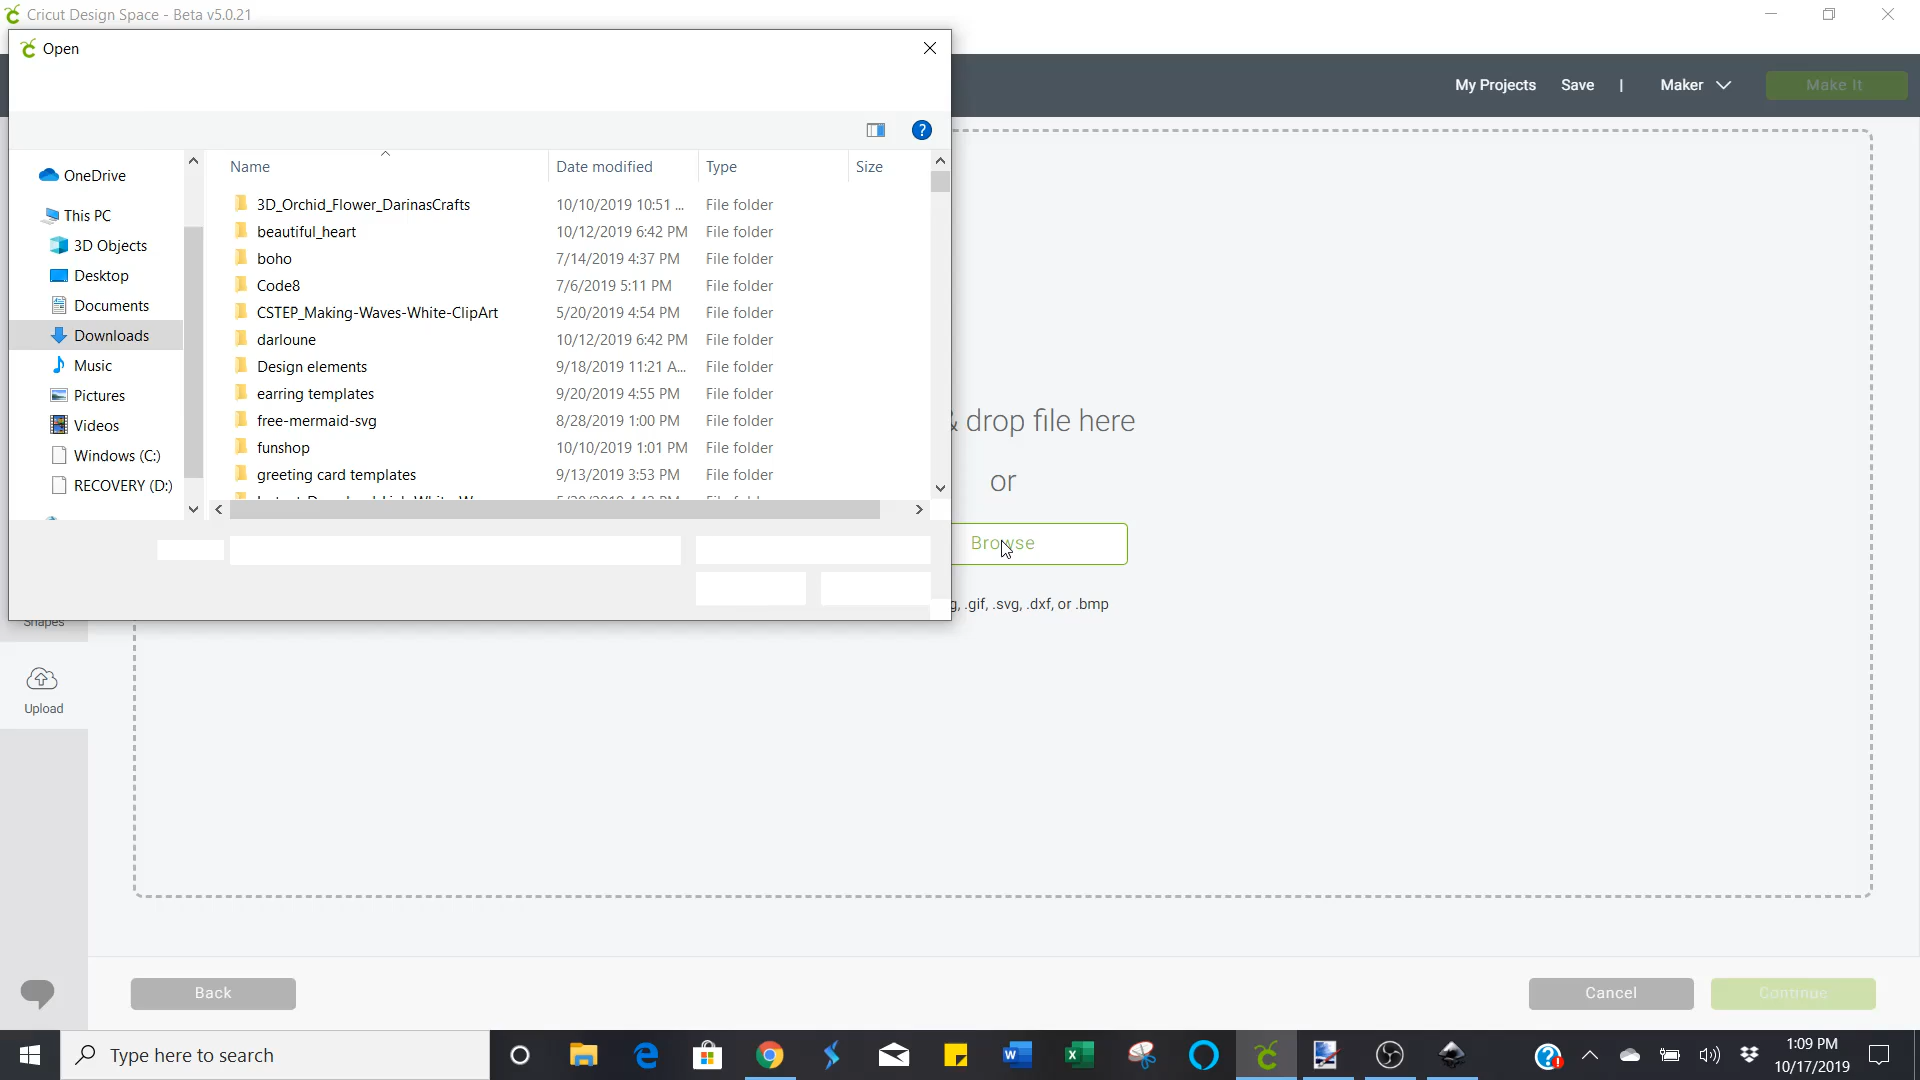 Cricut Design Space - Beta v5.0.21
Open
My Projects Save | Maker Make It
Name Date modified Type Size
OneDrive
This PC
3D Objects
Desktop
Documents
Downloads
Music
Pictures
Videos
Windows (C:)
RECOVERY (D:)
3D_Orchid_Flower_DarinasCrafts 10/10/2019 10:51 ... File folder
beautiful_heart 10/12/2019 6:42 PM File folder
boho 7/14/2019 4:37 PM File folder
Code8 7/6/2019 5:11 PM File folder
CSTEP_Making-Waves-White-ClipArt 5/20/2019 4:54 PM File folder
darloune 10/12/2019 6:42 PM File folder
Design elements 9/18/2019 11:21 A... File folder
earring templates 9/20/2019 4:55 PM File folder
free-mermaid-svg 8/28/2019 1:00 PM File folder
funshop 10/10/2019 1:01 PM File folder
greeting card templates 9/13/2019 3:53 PM File folder
& drop file here
or
Browse
g, .gif, .svg, .dxf, or .bmp
Shapes
Upload
Back
Cancel
Continue
Type here to search
1:09 PM
10/17/2019